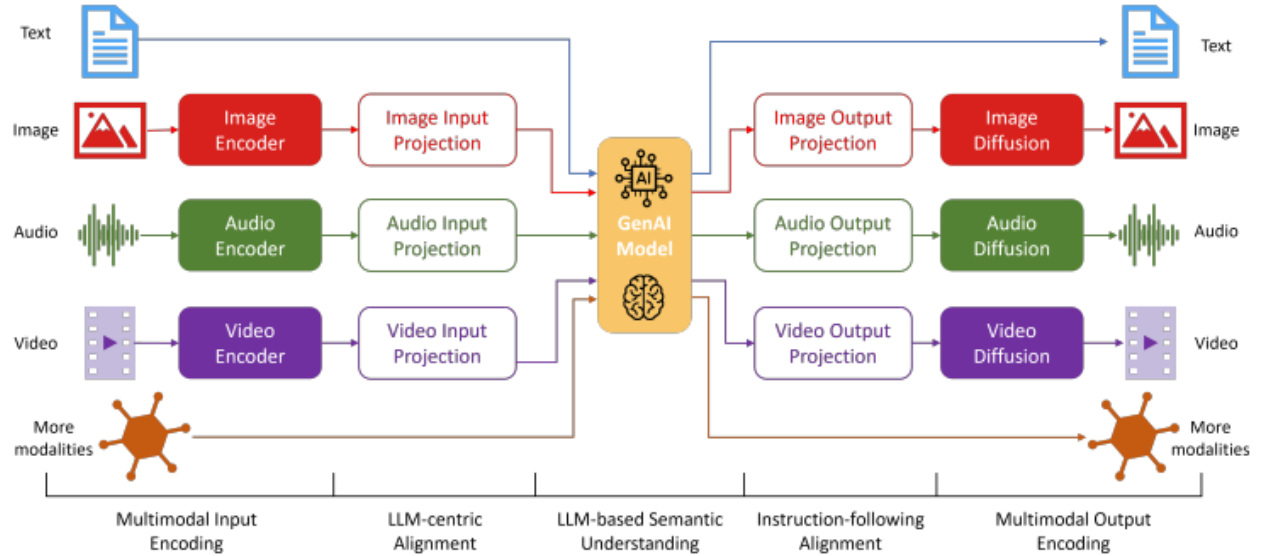 Text
Text
Image
Image
Encoder
Image Input
Projection
AI
GenAI
Model
Image Output
Projection
Image
Diffusion
Image
Audio
Audio
Encoder
Audio Input
Projection
Audio Output
Projection
Audio
Diffusion
Audio
Video
Video
Encoder
Video Input
Projection
Video Output
Projection
Video
Diffusion
Video
More
modalities
More
modalities
Multimodal Input
Encoding
LLM-centric
Alignment
LLM-based Semantic
Understanding
Instruction-following
Alignment
Multimodal Output
Encoding